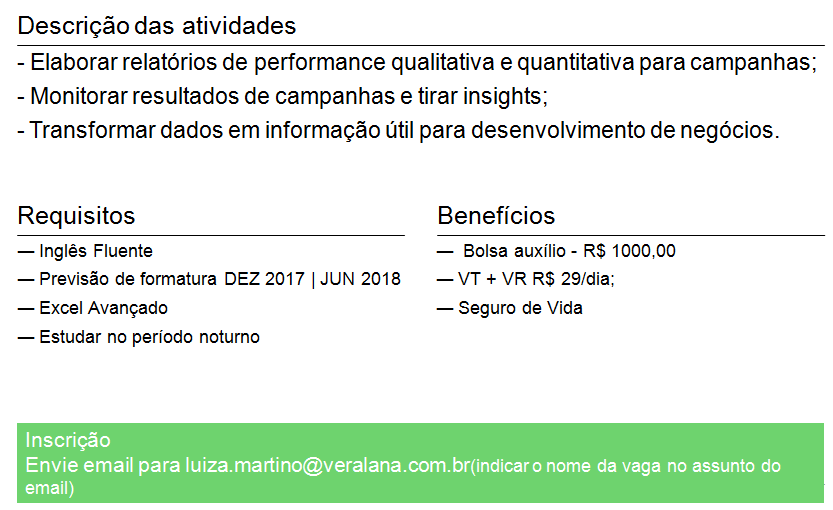 Descrição das atividades
- Elaborar relatórios de performance qualitativa e quantitativa para campanhas;
- Monitorar resultados de campanhas e tirar insights;
- Transformar dados em informação útil para desenvolvimento de negócios.
Requisitos
— Inglês Fluente
— Previsão de formatura DEZ 2017 | JUN 2018
— Excel Avançado
— Estudar no período noturno
Benefícios
— Bolsa auxílio - R$ 1000,00
— VT + VR R$ 29/dia;
— Seguro de Vida
Inscrição
Envie email para luiza.martino@veralana.com.br(indicar o nome da vaga no assunto do
email)